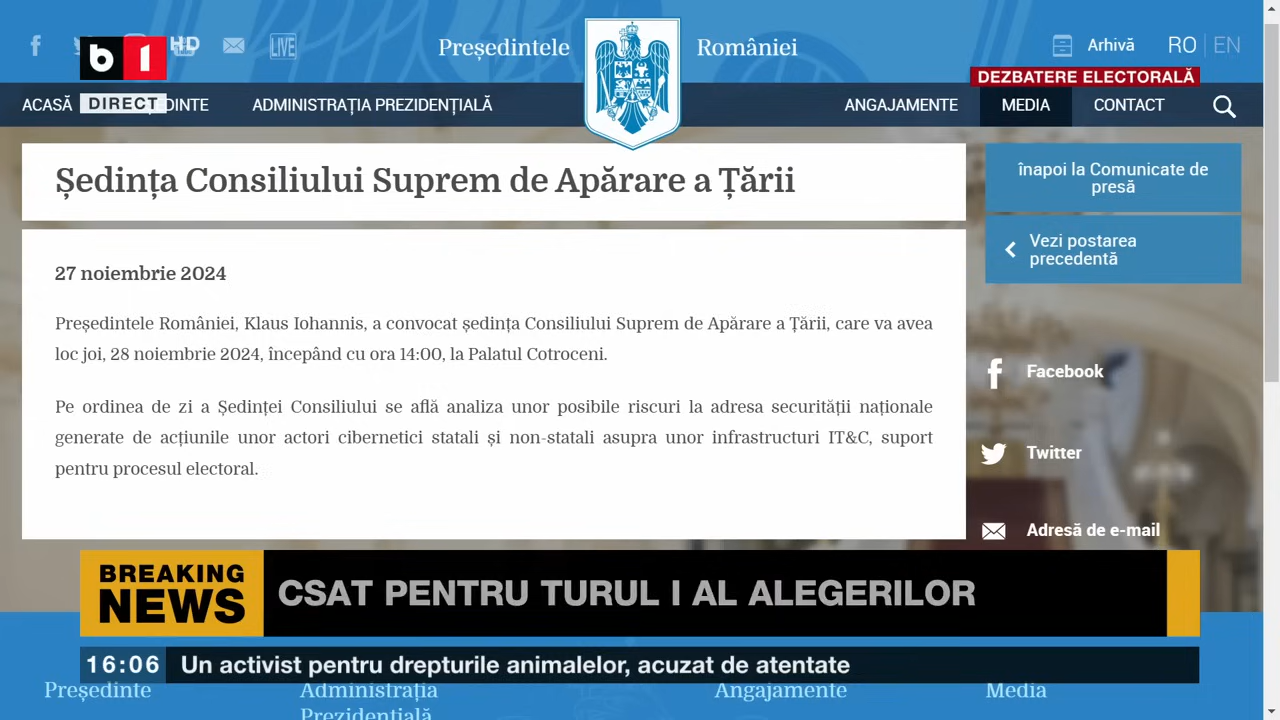 HD
LIVE
Președintele
României
Arhivă
RO
EN
b1
DIRECT
DEZBATERE ELECTORALĂ
ACASĂ
ADMINISTRAȚIA PREZIDENȚIALĂ
ANGAJAMENTE
MEDIA
CONTACT
Ședința Consiliului Suprem de Apărare a Țării
înapoi la Comunicate de
presă
Vezi postarea
precedentă
27 noiembrie 2024
Președintele României, Klaus Iohannis, a convocat ședința Consiliului Suprem de Apărare a Țării, care va avea
loc joi, 28 noiembrie 2024, începând cu ora 14:00, la Palatul Cotroceni.
Pe ordinea de zi a Ședinței Consiliului se află analiza unor posibile riscuri la adresa securității naționale
generate de acțiunile unor actori cibernetici statali și non-statali asupra unor infrastructuri IT&C, suport
pentru procesul electoral.
Facebook
Twitter
Adresă de e-mail
BREAKING
NEWS
CSAT PENTRU TURUL I AL ALEGERILOR
16:06 Un activist pentru drepturile animalelor, acuzat de atentate
Președinte
Administrația
Prezidențială
Angajamente
Media